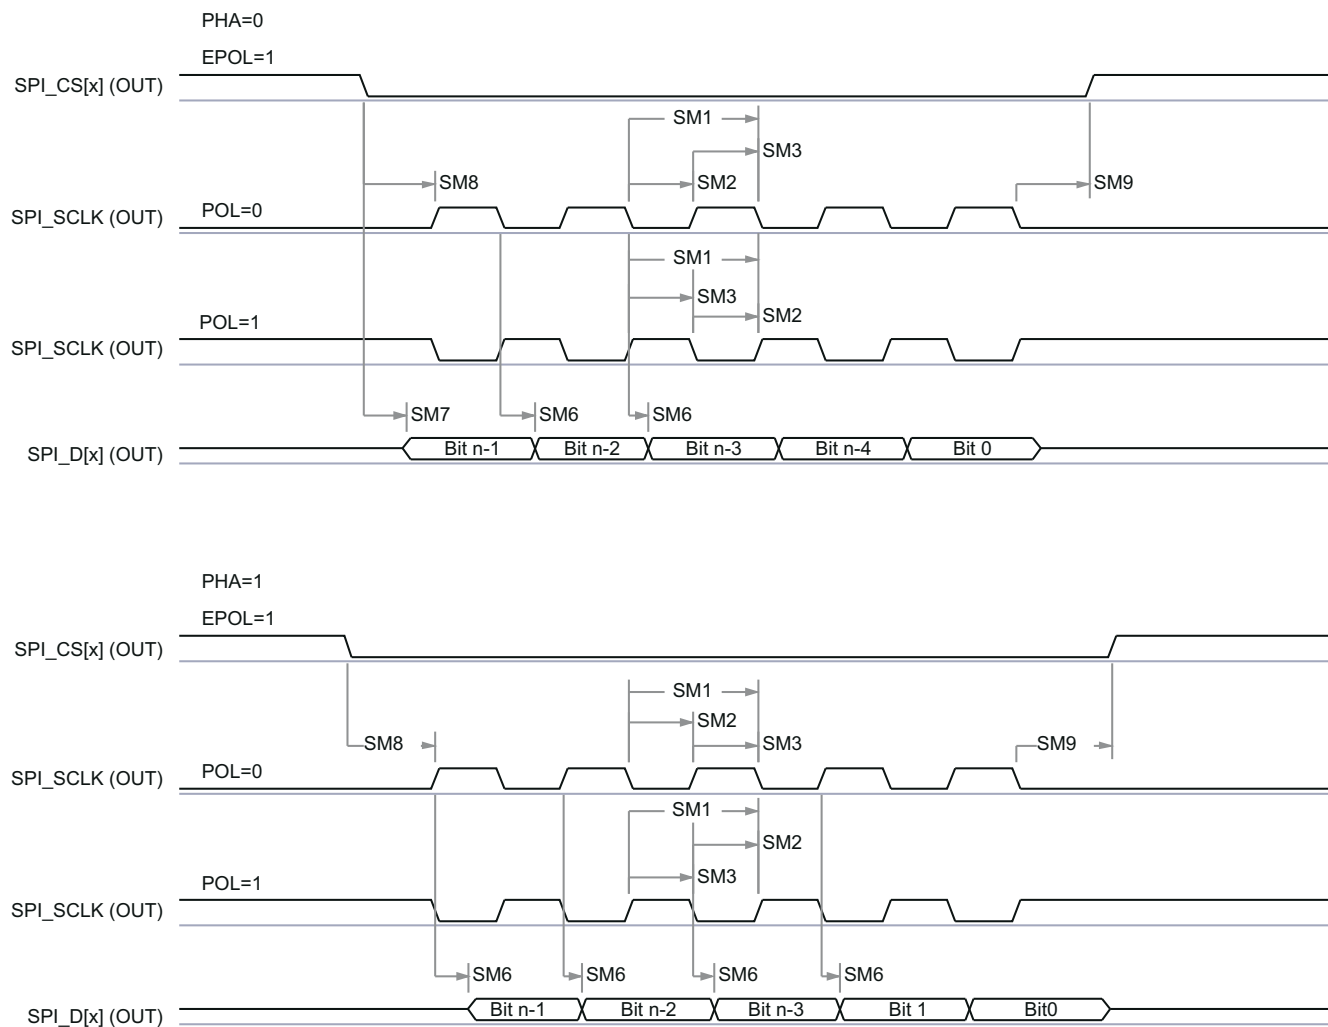 PHA=0
EPOL=1
SPI_CS[x] (OUT)
SM1
SM3
SM8
SM2
SM9
SPI_SCLK (OUT)
POL=0
SM1
SM3
SM2
POL=1
SPI_SCLK (OUT)
SM7
SM6
SM6
SPI_D[x] (OUT)
Bit n-1
Bit n-2
Bit n-3
Bit n-4
Bit 0
PHA=1
EPOL=1
SPI_CS[x] (OUT)
SM1
SM2
SM8
SM3
SM9
SPI_SCLK (OUT)
POL=0
SM1
SM2
SM3
POL=1
SPI_SCLK (OUT)
SM6
SM6
SM6
SM6
SPI_D[x] (OUT)
Bit n-1
Bit n-2
Bit n-3
Bit 1
Bit0